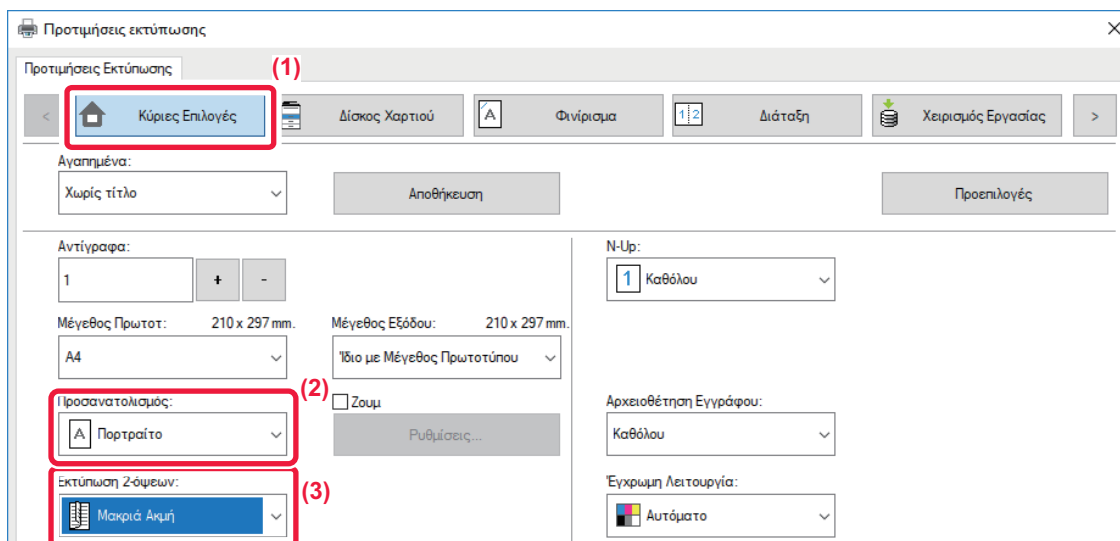 Προτιμήσεις εκτύπωσης
Προτιμήσεις Εκτύπωσης
(1)
< Κύριες Επιλογές Δίσκος Χαρτιού Φινίρισμα Διάταξη Χειρισμός Εργασίας >
Αγαπημένα:
Χωρίς τίτλο Αποθήκευση Προεπιλογές
Αντίγραφα: N-Up:
1 + - 1 Καθόλου
Μέγεθος Πρωτοτ: 210 x 297 mm. Μέγεθος Εξόδου: 210 x 297 mm.
A4 Ίδιο με Μέγεθος Πρωτοτύπου
(2)
Προσανατολισμός: Ζουμ Αρχειοθέτηση Εγγράφου:
A Πορτραίτο Ρυθμίσεις... Καθόλου
Εκτύπωση 2-όψεων: (3) Έγχρωμη Λειτουργία:
Μακριά Ακμή Αυτόματο